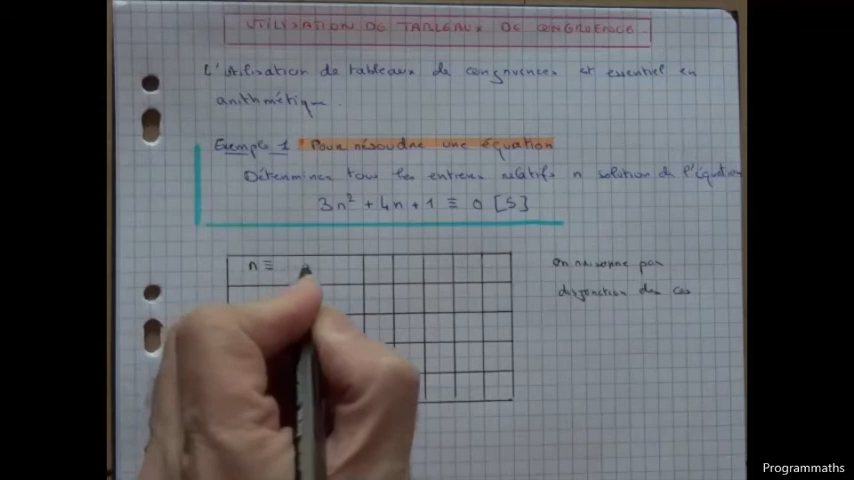 UTILISATION DE TABLEAUX DE CONGRUENCE
L'utilisation de tableaux de congruences est essentiel en
arithmétique.
Exemple 1 : Pour résoudre une équation
Déterminer tous les entiers relatifs n solution de l'équation
3n² + 4n + 1 ≡ 0 [5]
n ≡
On raisonne par
disjonction des cas
Programmaths